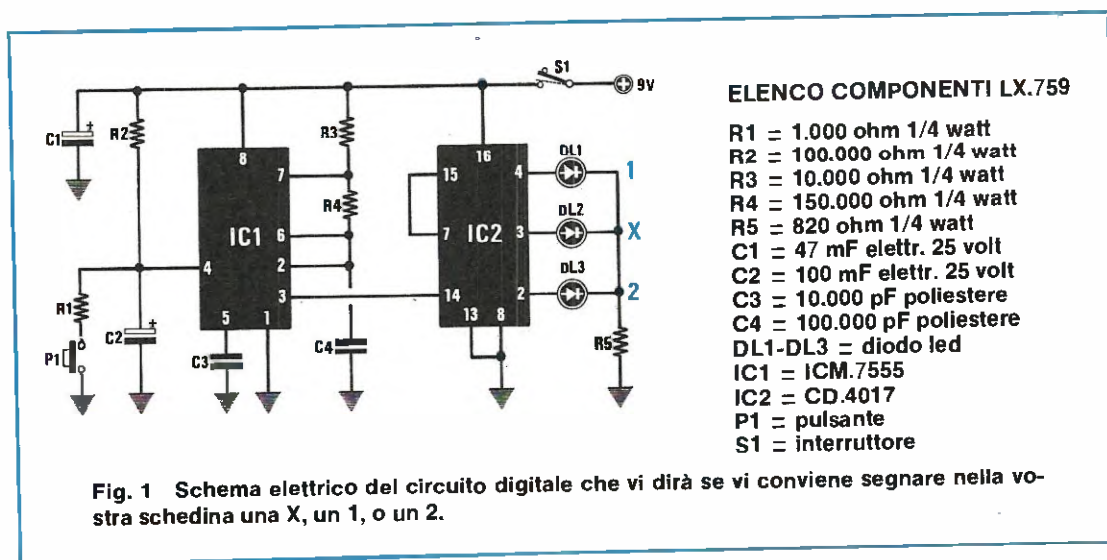 S1
9V
C1
R2
R3
R4
8
7
6
2
3
4
5
1
IC1
R1
P1
C2
C3
C4
16
15
7
14
13
8
4
3
2
IC2
DL1
DL2
DL3
1
X
2
R5
ELENCO COMPONENTI LX.759
R1 = 1.000 ohm 1/4 watt
R2 = 100.000 ohm 1/4 watt
R3 = 10.000 ohm 1/4 watt
R4 = 150.000 ohm 1/4 watt
R5 = 820 ohm 1/4 watt
C1 = 47 mF elettr. 25 volt
C2 = 100 mF elettr. 25 volt
C3 = 10.000 pF poliestere
C4 = 100.000 pF poliestere
DL1-DL3 = diodo led
IC1 = ICM.7555
IC2 = CD.4017
P1 = pulsante
S1 = interruttore
Fig. 1 Schema elettrico del circuito digitale che vi dirà se vi conviene segnare nella vo-
stra schedina una X, un 1, o un 2.